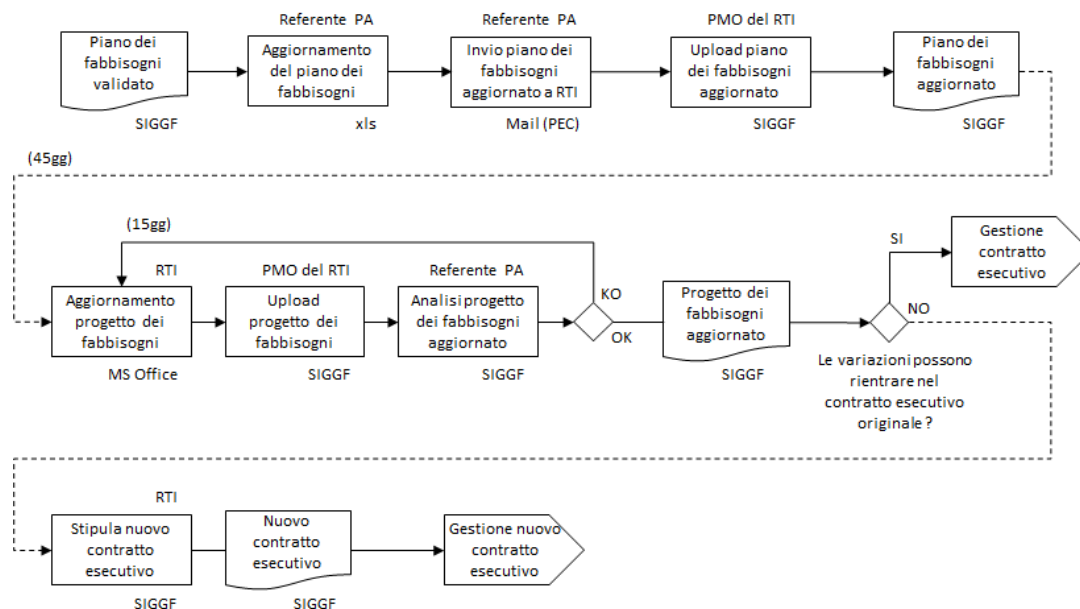 Referente PA
Referente PA
PMO del RTI
Piano dei
fabbisogni
validato
Aggiornamento
del piano dei
fabbisogni
Invio piano dei
fabbisogni
aggiornato a RTI
Upload piano
dei fabbisogni
aggiornato
Piano dei
fabbisogni
aggiornato
SIGGF
xls
Mail (PEC)
SIGGF
SIGGF
(45gg)
(15gg)
RTI
PMO del RTI
Referente PA
Aggiornamento
progetto dei
fabbisogni
Upload
progetto dei
fabbisogni
Analisi progetto
dei fabbisogni
aggiornato
KO
OK
Progetto dei
fabbisogni
aggiornato
SI
NO
Gestione
contratto
esecutivo
MS Office
SIGGF
SIGGF
SIGGF
Le variazioni possono
rientrare nel
contratto esecutivo
originale ?
RTI
Stipula nuovo
contratto
esecutivo
Nuovo
contratto
esecutivo
Gestione nuovo
contratto
esecutivo
SIGGF
SIGGF